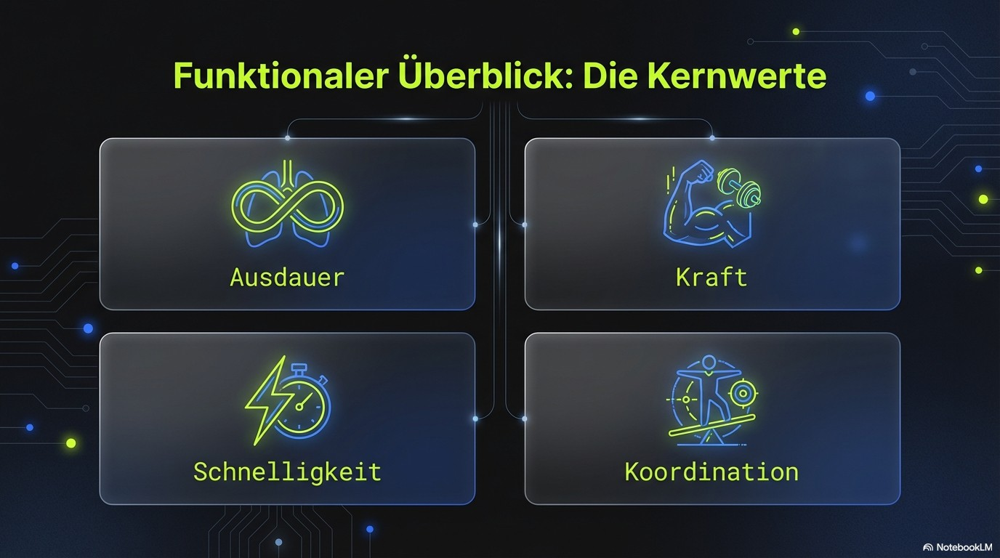 Funktionaler Überblick: Die Kernwerte
Ausdauer
Kraft
Schnelligkeit
Koordination
NotebookLM